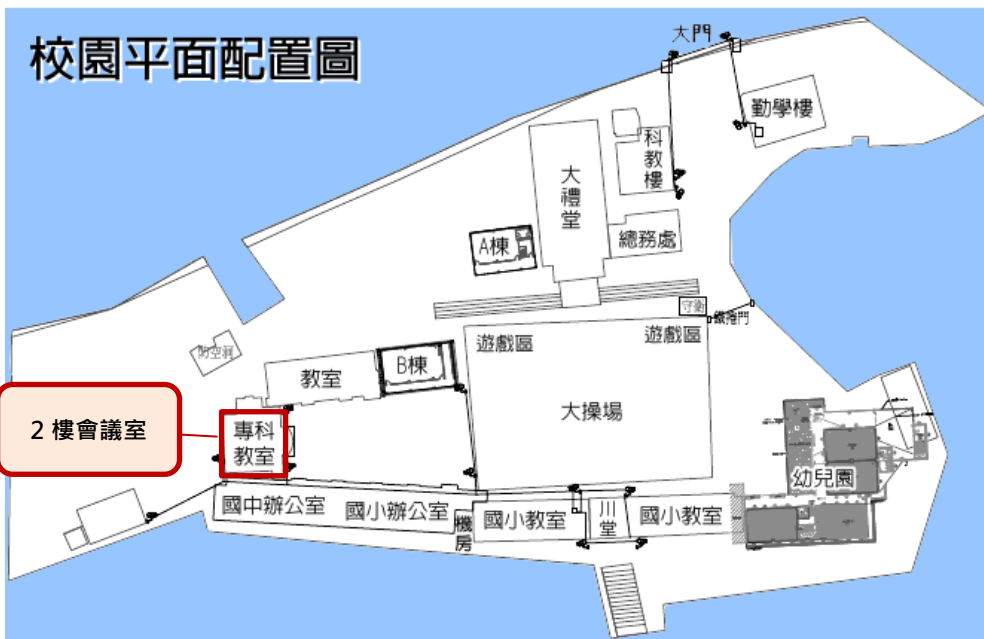 校園平面配置圖
大門
勤學樓
科教樓
大禮堂
總務處
A棟
守衛
鐵捲門
遊戲區
遊戲區
防空洞
教室
B棟
大操場
2 樓會議室
專科
教室
幼兒園
國中辦公室
國小辦公室
機房
國小教室
川堂
國小教室